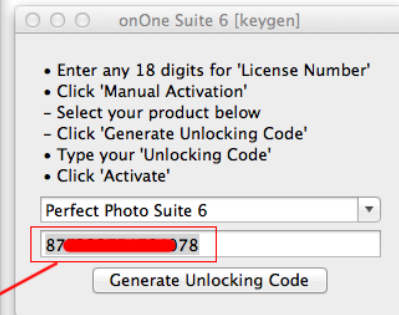 onOne Suite 6 [keygen]
• Enter any 18 digits for 'License Number'
• Click 'Manual Activation'
– Select your product below
– Click 'Generate Unlocking Code'
• Type your 'Unlocking Code'
• Click 'Activate'
Perfect Photo Suite 6
Generate Unlocking Code